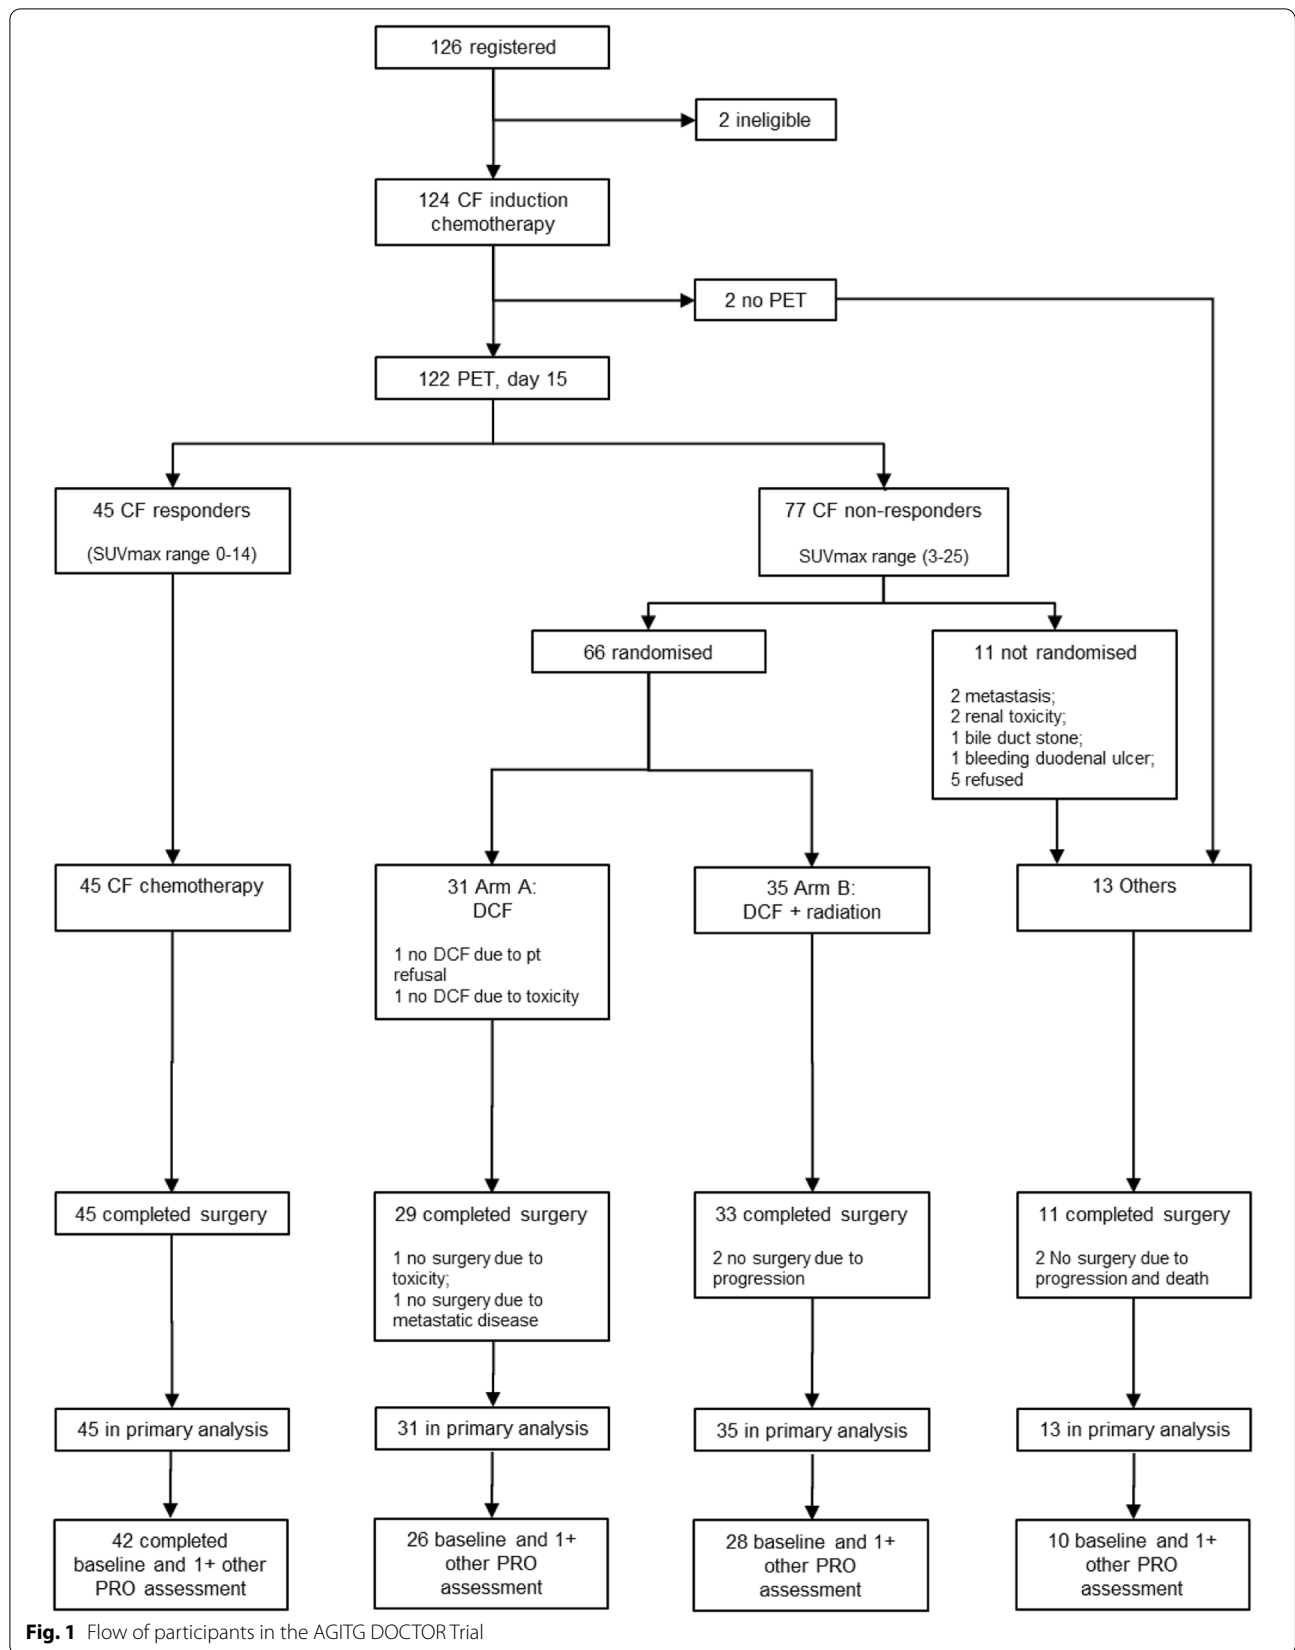 126 registered
2 ineligible
124 CF induction
chemotherapy
2 no PET
122 PET, day 15
45 CF responders
(SUVmax range 0-14)
77 CF non-responders
SUVmax range (3-25)
66 randomised
11 not randomised
2 metastasis;
2 renal toxicity;
1 bile duct stone;
1 bleeding duodenal ulcer;
5 refused
45 CF chemotherapy
31 Arm A:
DCF
1 no DCF due to pt
refusal
1 no DCF due to toxicity
35 Arm B:
DCF + radiation
13 Others
45 completed surgery
29 completed surgery
1 no surgery due to
toxicity;
1 no surgery due to
metastatic disease
33 completed surgery
2 no surgery due to
progression
11 completed surgery
2 No surgery due to
progression and death
45 in primary analysis
31 in primary analysis
35 in primary analysis
13 in primary analysis
42 completed
baseline and 1+ other
PRO assessment
26 baseline and 1+
other PRO
assessment
28 baseline and 1+
other PRO
assessment
10 baseline and 1+
other PRO
assessment
Fig. 1 Flow of participants in the AGITG DOCTOR Trial